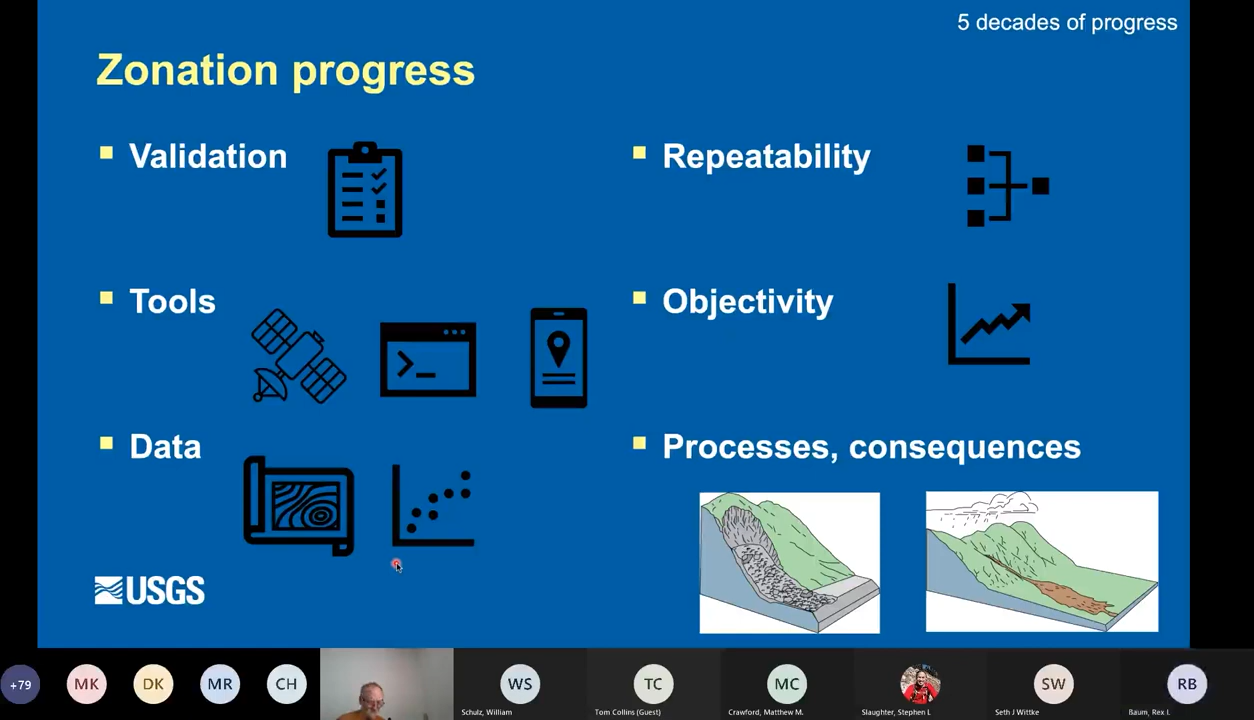 5 decades of progress
Zonation progress
Validation
Repeatability
Tools
Objectivity
Data
Processes, consequences
USGS
+79
MK
DK
MR
CH
WS
TC
MC
SW
RB
Schulz, William
Tom Collins (Guest)
Crawford, Matthew M.
Slaughter, Stephen L
Seth J Wittke
Baum, Rex L